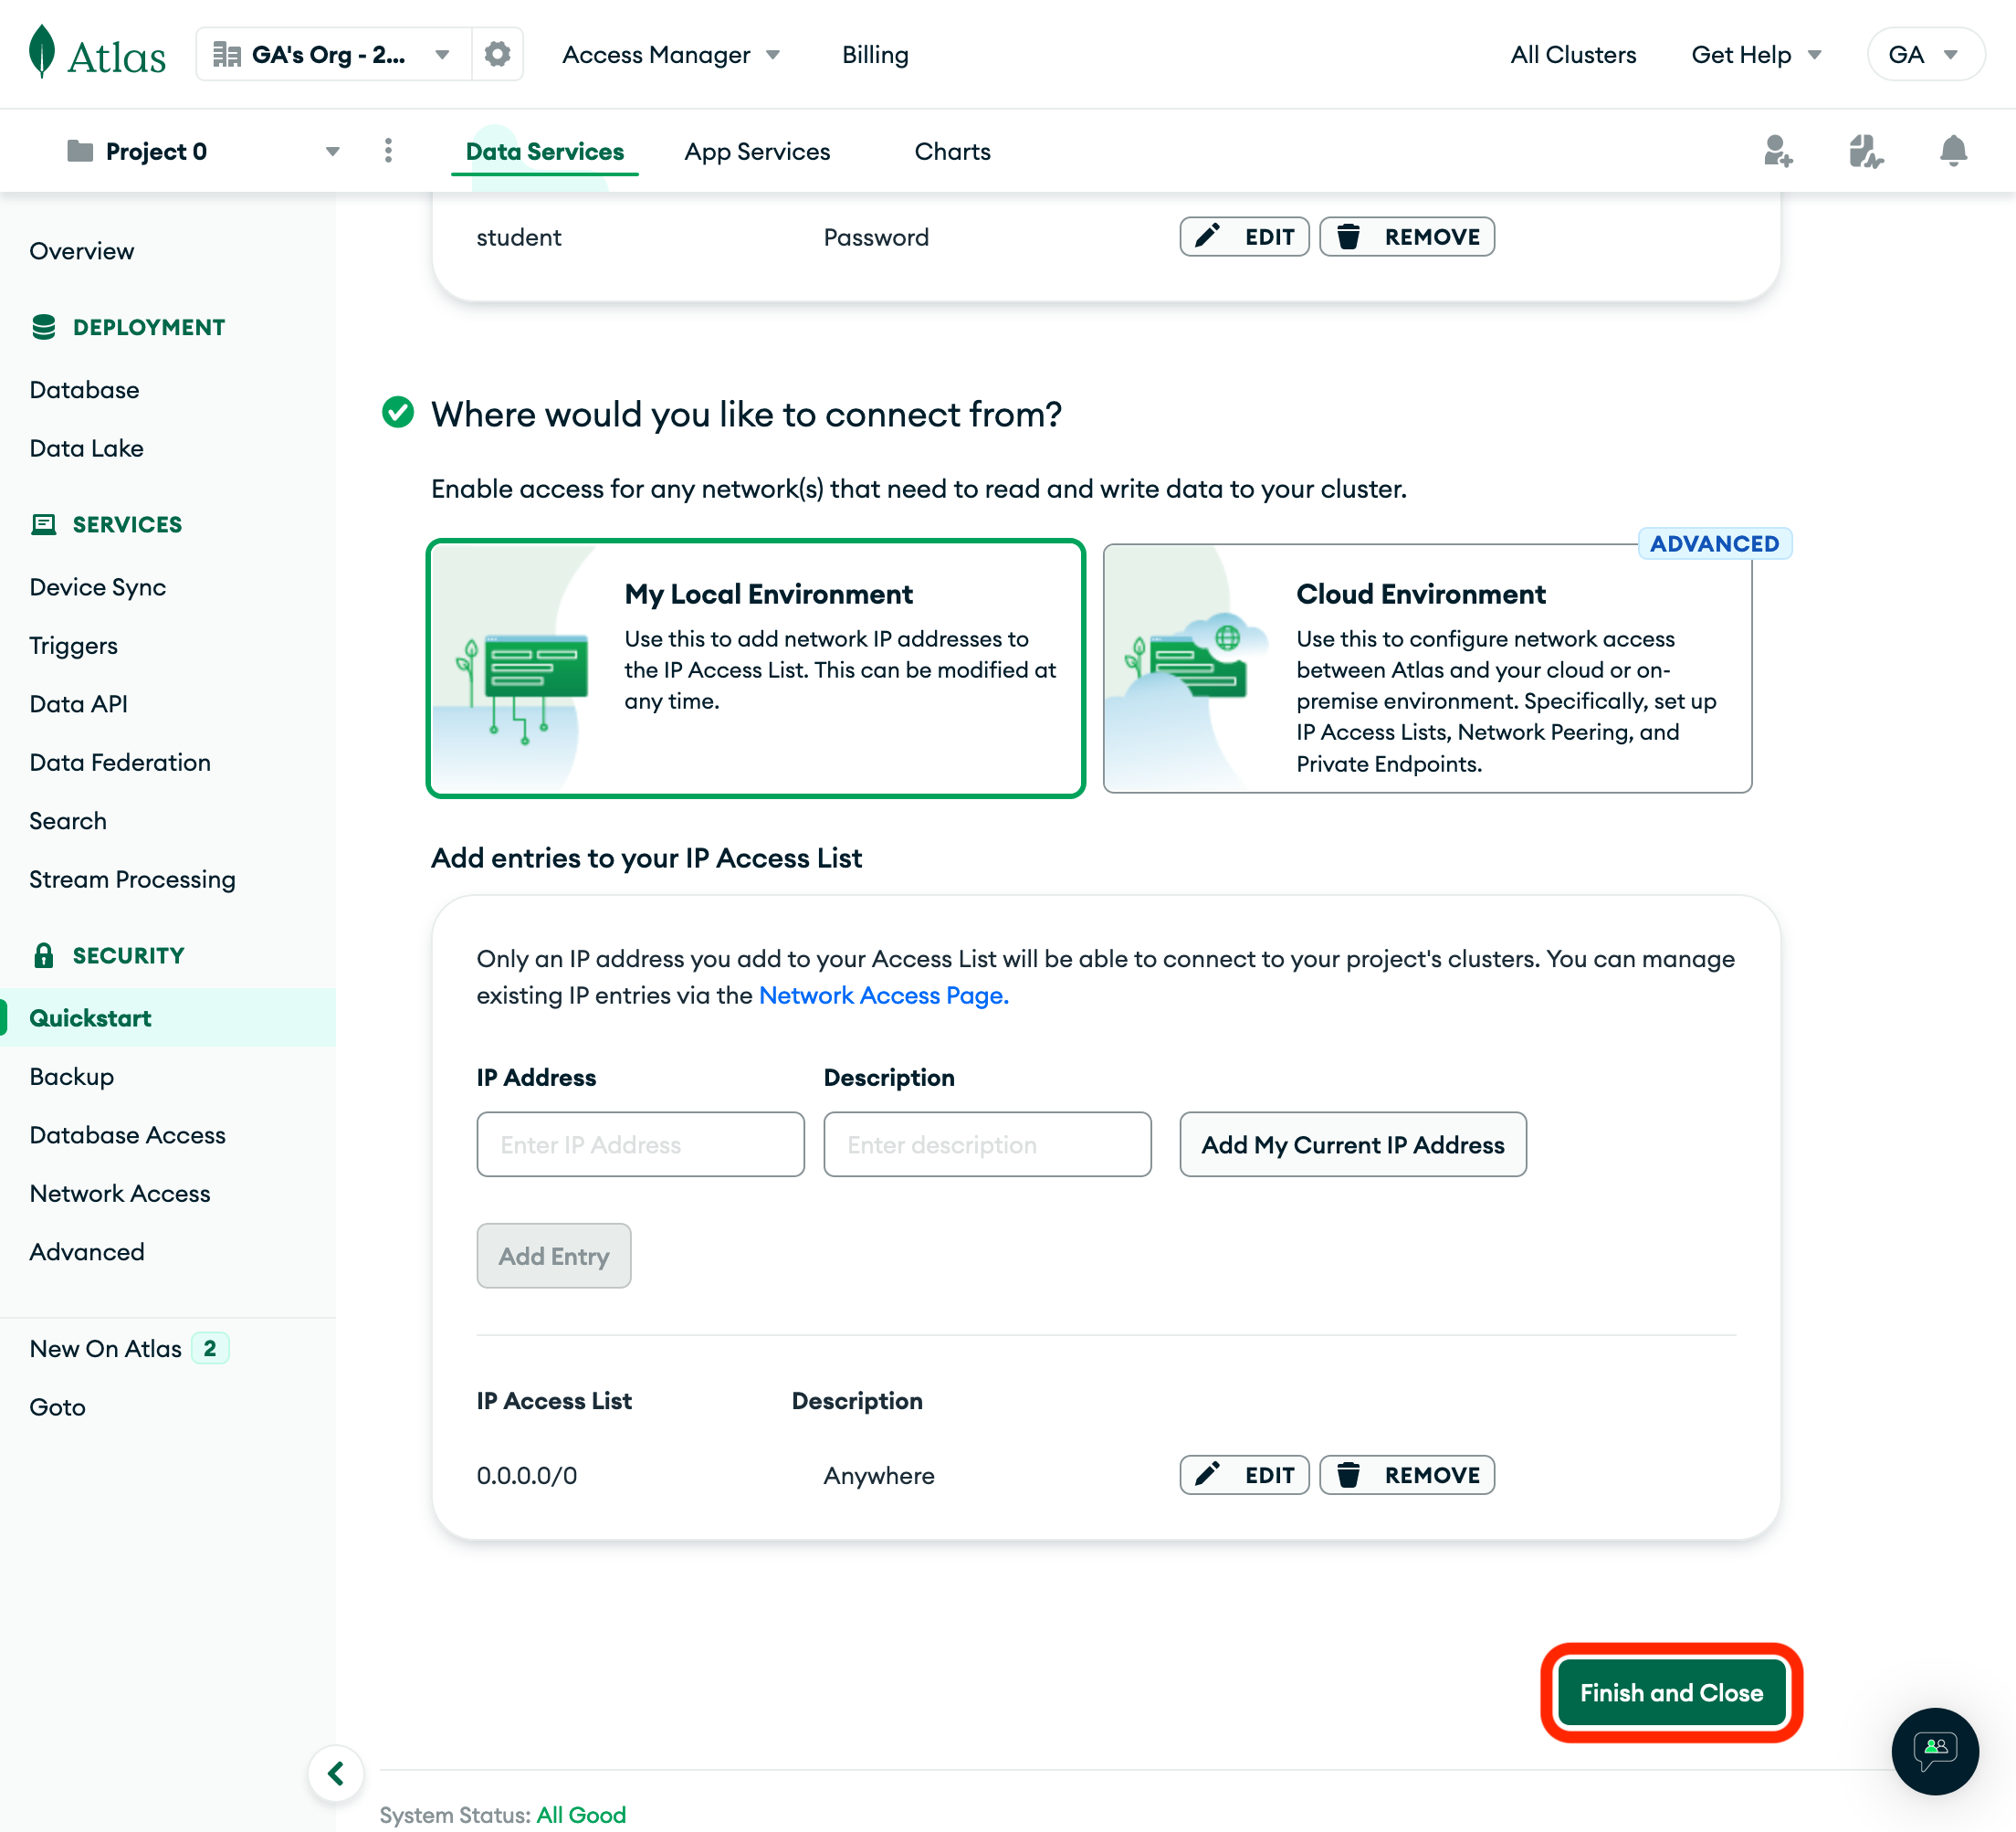 Atlas
GA's Org - 2...
Access Manager
Billing
All Clusters
Get Help
GA
Project 0
Data Services
App Services
Charts
Overview
DEPLOYMENT
Database
Data Lake
SERVICES
Device Sync
Triggers
Data API
Data Federation
Search
Stream Processing
SECURITY
Quickstart
Backup
Database Access
Network Access
Advanced
New On Atlas 2
Goto
student
Password
EDIT
REMOVE
Where would you like to connect from?
Enable access for any network(s) that need to read and write data to your cluster.
My Local Environment
Use this to add network IP addresses to
the IP Access List. This can be modified at
any time.
ADVANCED
Cloud Environment
Use this to configure network access
between Atlas and your cloud or on-
premise environment. Specifically, set up
IP Access Lists, Network Peering, and
Private Endpoints.
Add entries to your IP Access List
Only an IP address you add to your Access List will be able to connect to your project's clusters. You can manage
existing IP entries via the Network Access Page.
IP Address
Description
Enter IP Address
Enter description
Add My Current IP Address
Add Entry
IP Access List
Description
0.0.0.0/0
Anywhere
EDIT
REMOVE
Finish and Close
System Status: All Good